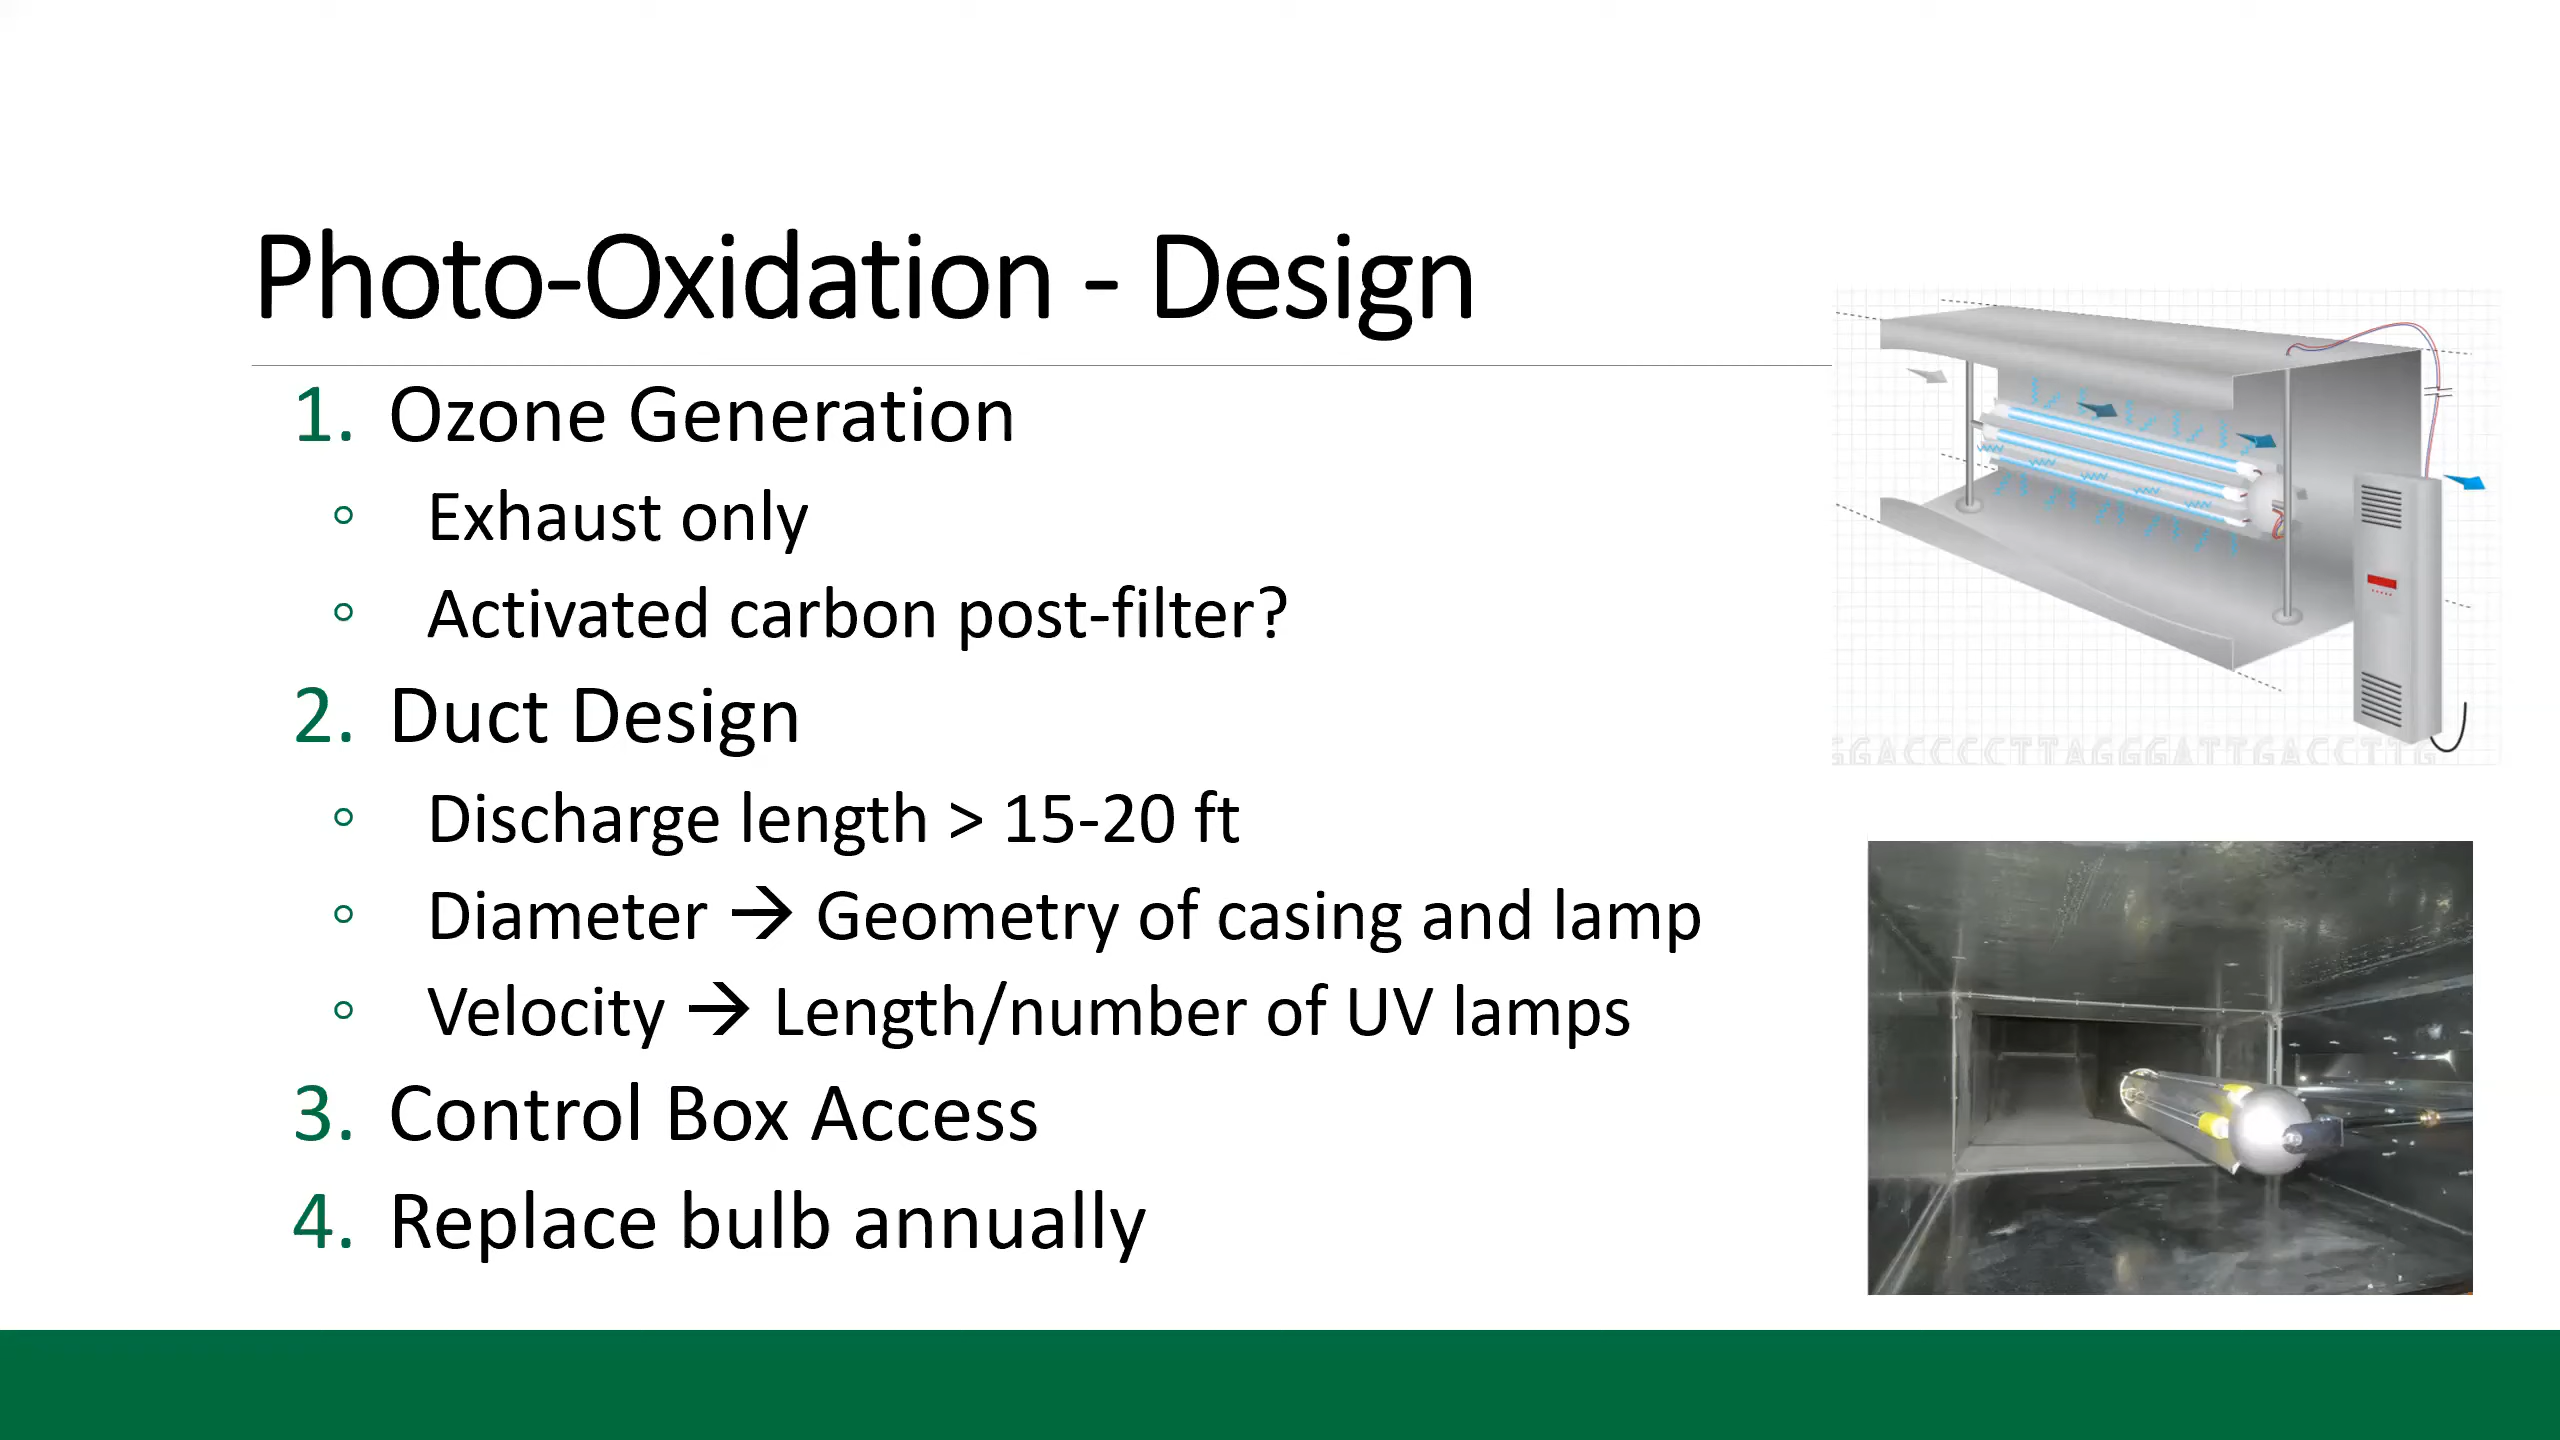 Photo-Oxidation - Design
1. Ozone Generation
◦ Exhaust only
◦ Activated carbon post-filter?
2. Duct Design
◦ Discharge length > 15-20 ft
◦ Diameter → Geometry of casing and lamp
◦ Velocity → Length/number of UV lamps
3. Control Box Access
4. Replace bulb annually
GGACCCCTTAGGGATTGACCTTG